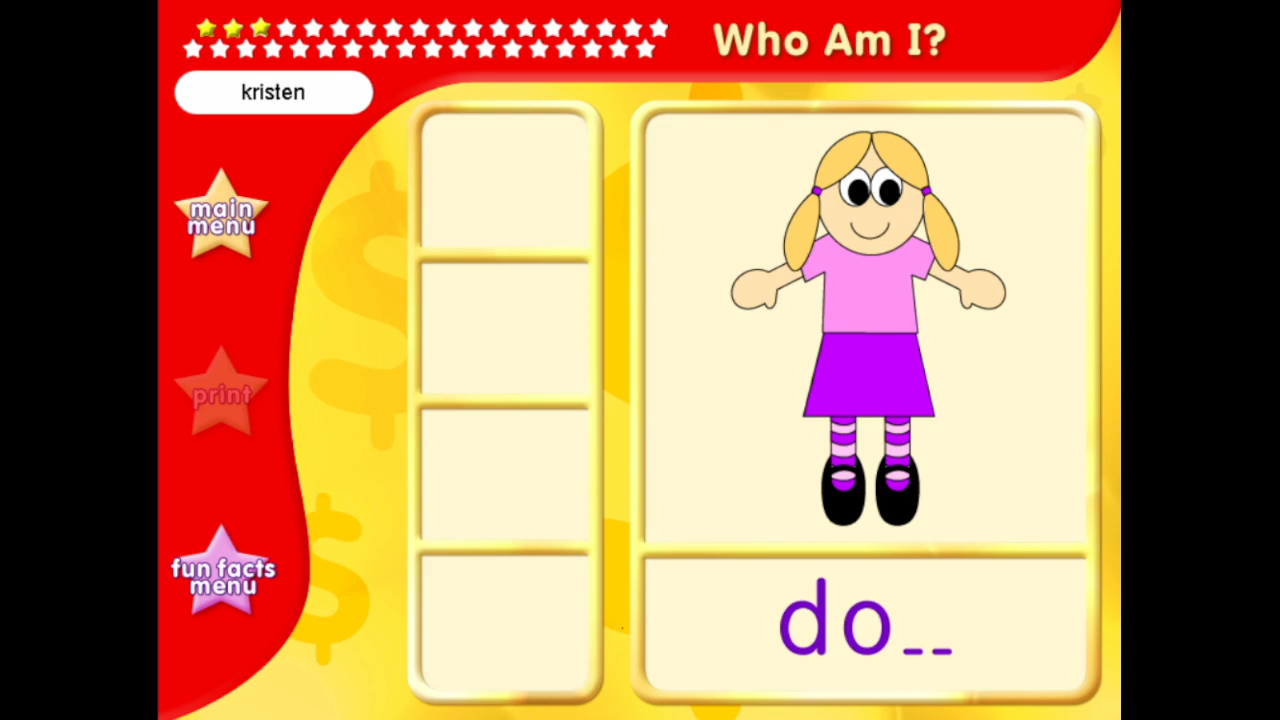 Who Am I?
kristen
main
menu
print
fun facts
menu
do_ _